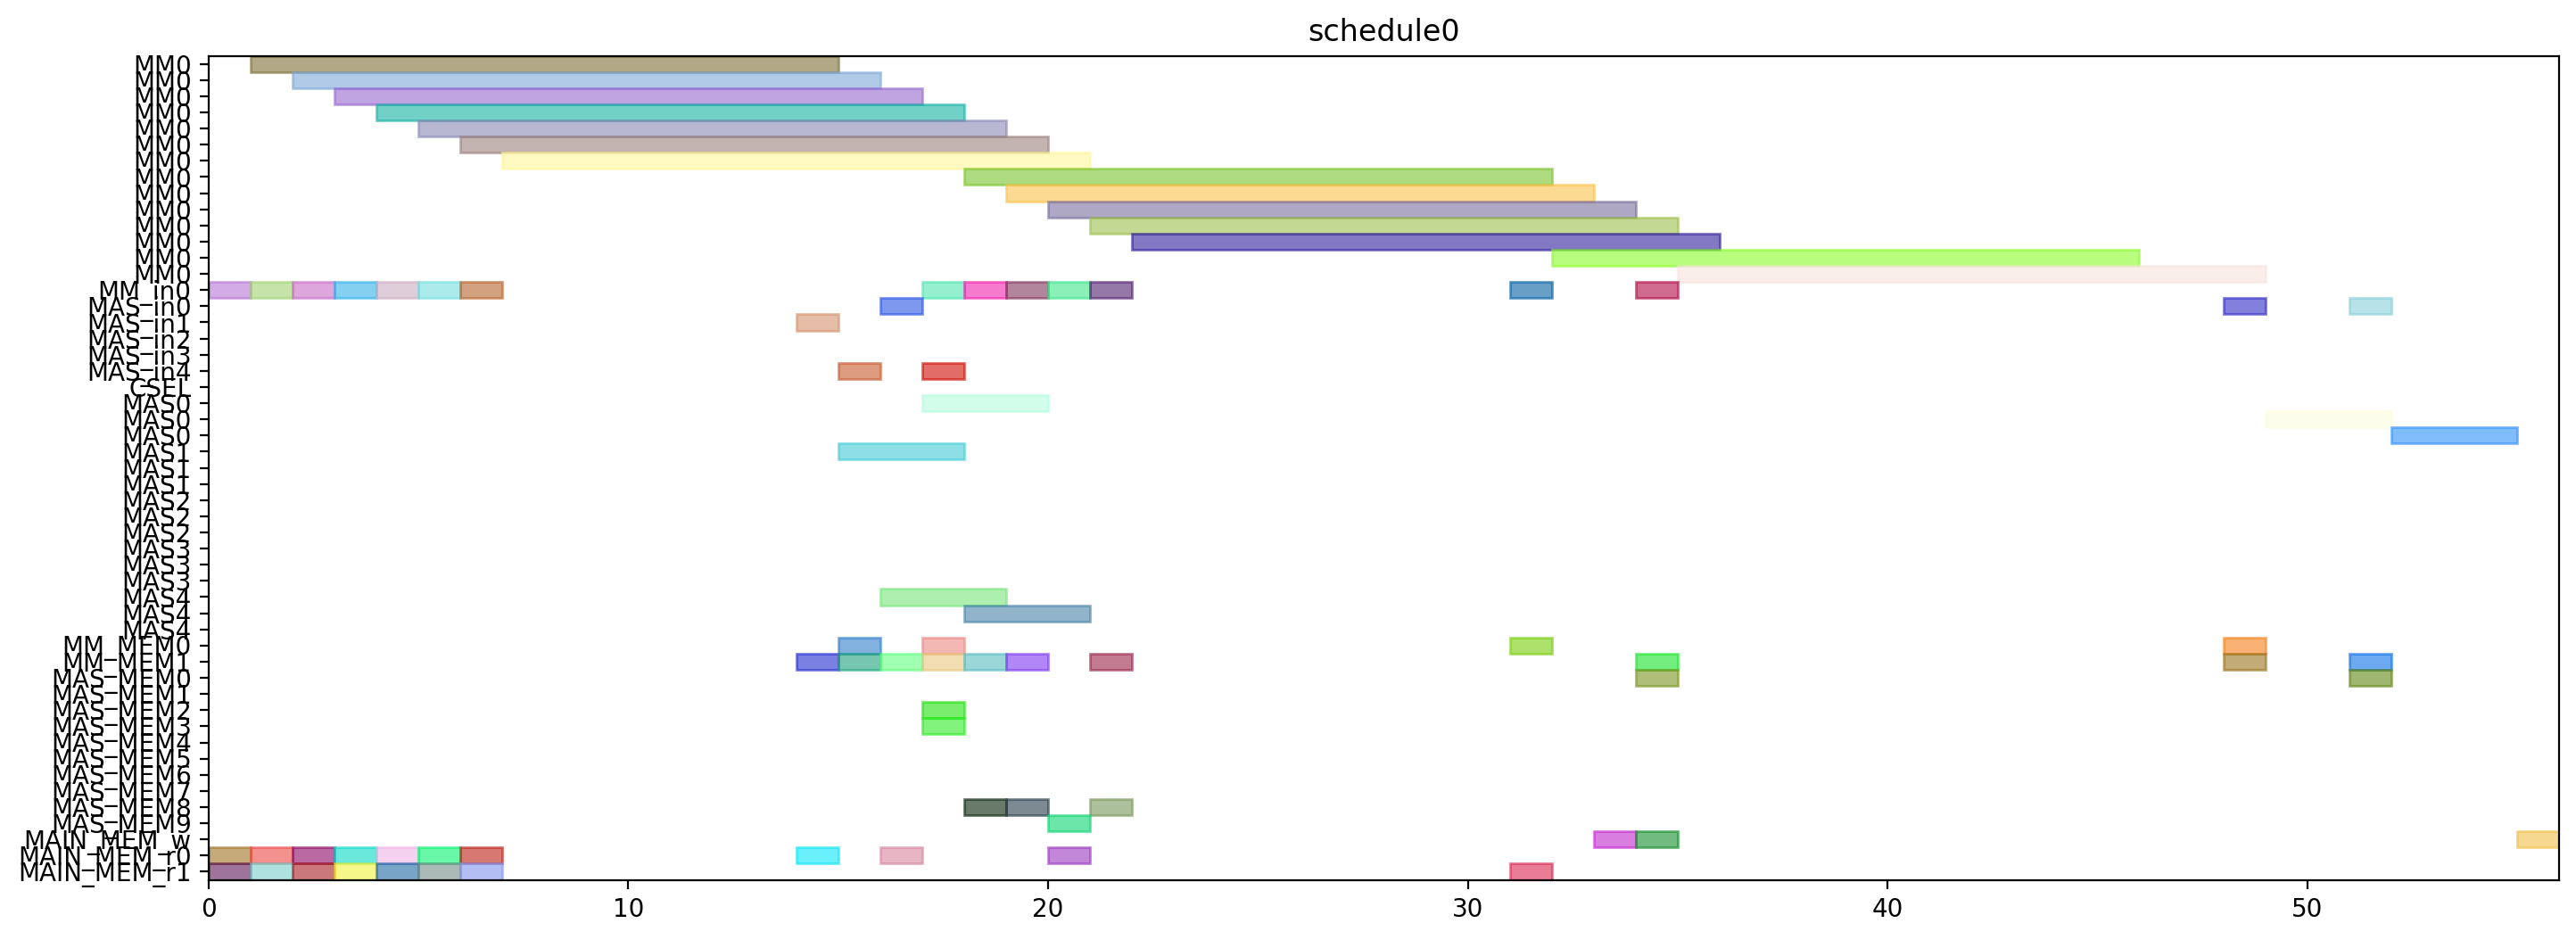 schedule0
MM0
MM0
MM0
MM0
MM0
MM0
MM0
MM0
MM0
MM0
MM0
MM0
MM0
MM0
MM_in0
MAS_in0
MAS_in1
MAS_in2
MAS_in3
MAS_in4
CSEL
MAS0
MAS0
MAS0
MAS1
MAS1
MAS1
MAS2
MAS2
MAS2
MAS3
MAS3
MAS3
MAS4
MAS4
MAS4
MM_MEM0
MM_MEM1
MAS_MEM0
MAS_MEM1
MAS_MEM2
MAS_MEM3
MAS_MEM4
MAS_MEM5
MAS_MEM6
MAS_MEM7
MAS_MEM8
MAS_MEM9
MAIN_MEM_w
MAIN_MEM_r0
MAIN_MEM_r1
0 10 20 30 40 50